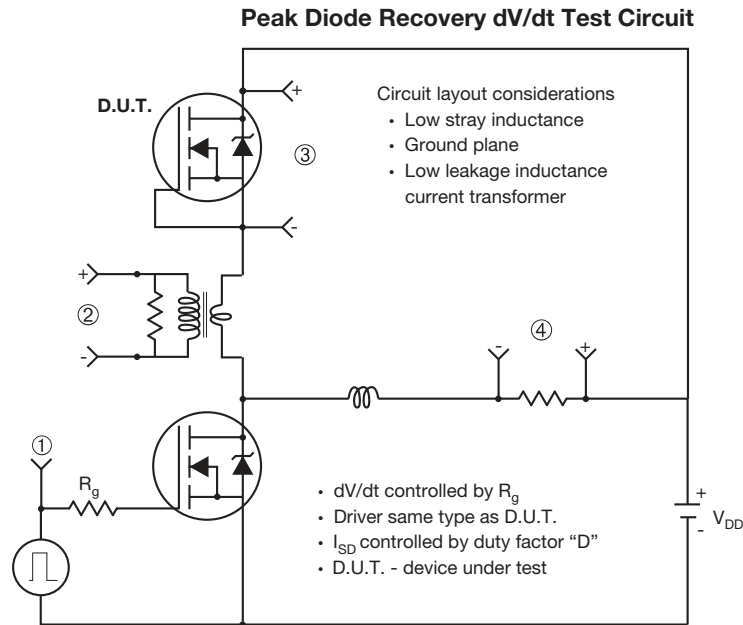 Peak Diode Recovery dV/dt Test Circuit
D.U.T.
+
Circuit layout considerations
• Low stray inductance
• Ground plane
• Low leakage inductance
current transformer
③
-
+
②
-
-
④
+
①
Rg
• dV/dt controlled by Rg
• Driver same type as D.U.T.
• ISD controlled by duty factor “D”
• D.U.T. - device under test
+
VDD
-